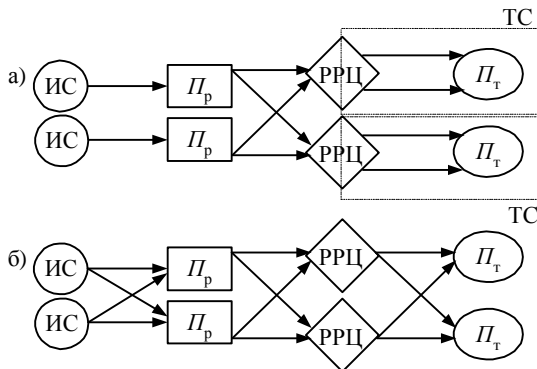 ТС
а) ИС Пр РРЦ Пт
ИС Пр РРЦ Пт
ТС
б) ИС Пр РРЦ Пт
ИС Пр РРЦ Пт